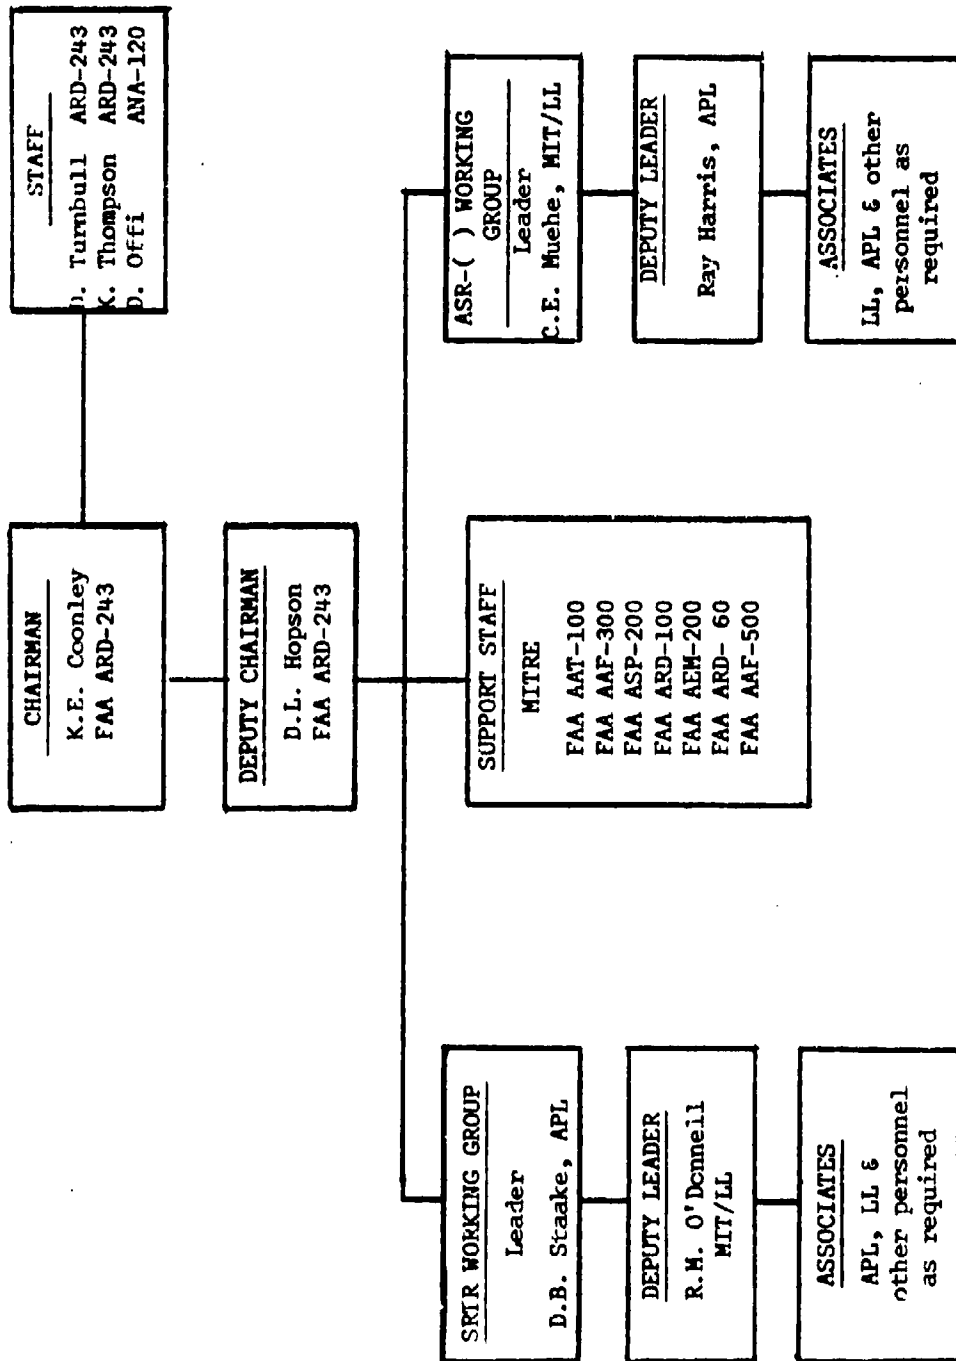 CHAIRMAN
K.E. Coonley
FAA ARD-243
STAFF
D. Turnbull ARD-243
K. Thompson ARD-243
D. Offi ANA-120
DEPUTY CHAIRMAN
D.L. Hopson
FAA ARD-243
SRTR WORKING GROUP
Leader
D.B. Staake, APL
DEPUTY LEADER
R.M. O'Donnell
MIT/LL
ASSOCIATES
APL, LL &
other personnel
as required
SUPPORT STAFF
MITRE
FAA AAT-100
FAA AAF-300
FAA ASP-200
FAA ARD-100
FAA AEM-200
FAA ARD- 60
FAA AAF-500
ASR-( ) WORKING
GROUP
Leader
C.E. Muehe, MIT/LL
DEPUTY LEADER
Ray Harris, APL
ASSOCIATES
LL, APL & other
personnel as
required